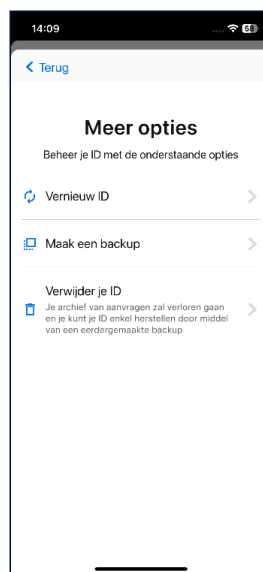 14:09
58
Terug
Meer opties
Beheer je ID met de onderstaande opties
Vernieuw ID
Maak een backup
Verwijder je ID
Je archief van aanvragen zal verloren gaan
en je kunt je ID enkel herstellen door middel
van een eerdergemaakte backup